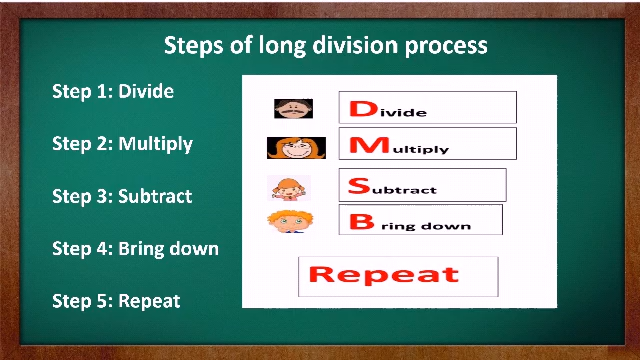 Steps of long division process
Step 1: Divide
Step 2: Multiply
Step 3: Subtract
Step 4: Bring down
Step 5: Repeat
Divide
Multiply
Subtract
B ring down
Repeat